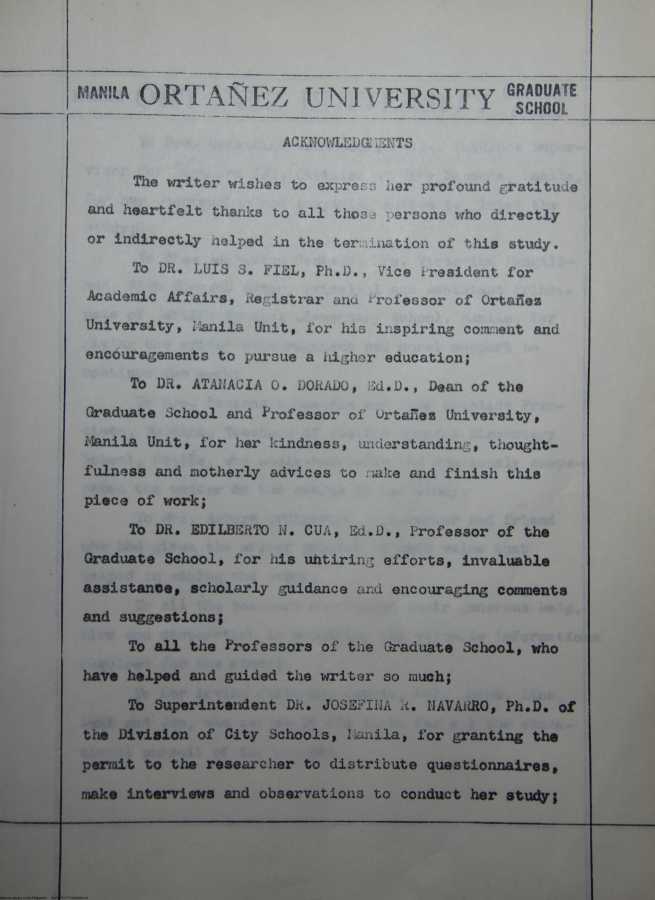 MANILA ORTAÑEZ UNIVERSITY GRADUATE SCHOOL
ACKNOWLEDGMENTS
The writer wishes to express her profound gratitude
and heartfelt thanks to all those persons who directly
or indirectly helped in the termination of this study.
To DR. LUIS S. FIEL, Ph.D., Vice President for
Academic Affairs, Registrar and Professor of Ortañez
University, Manila Unit, for his inspiring comment and
encouragements to pursue a higher education;
To DR. ATANACIA O. DORADO, Ed.D., Dean of the
Graduate School and Professor of Ortañez University,
Manila Unit, for her kindness, understanding, thought-
fulness and motherly advices to make and finish this
piece of work;
To DR. EDILBERTO N. CUA, Ed.D., Professor of the
Graduate School, for his untiring efforts, invaluable
assistance, scholarly guidance and encouraging comments
and suggestions;
To all the Professors of the Graduate School, who
have helped and guided the writer so much;
To Superintendent DR. JOSEFINA R. NAVARRO, Ph.D. of
the Division of City Schools, Manila, for granting the
permit to the researcher to distribute questionnaires,
make interviews and observations to conduct her study;